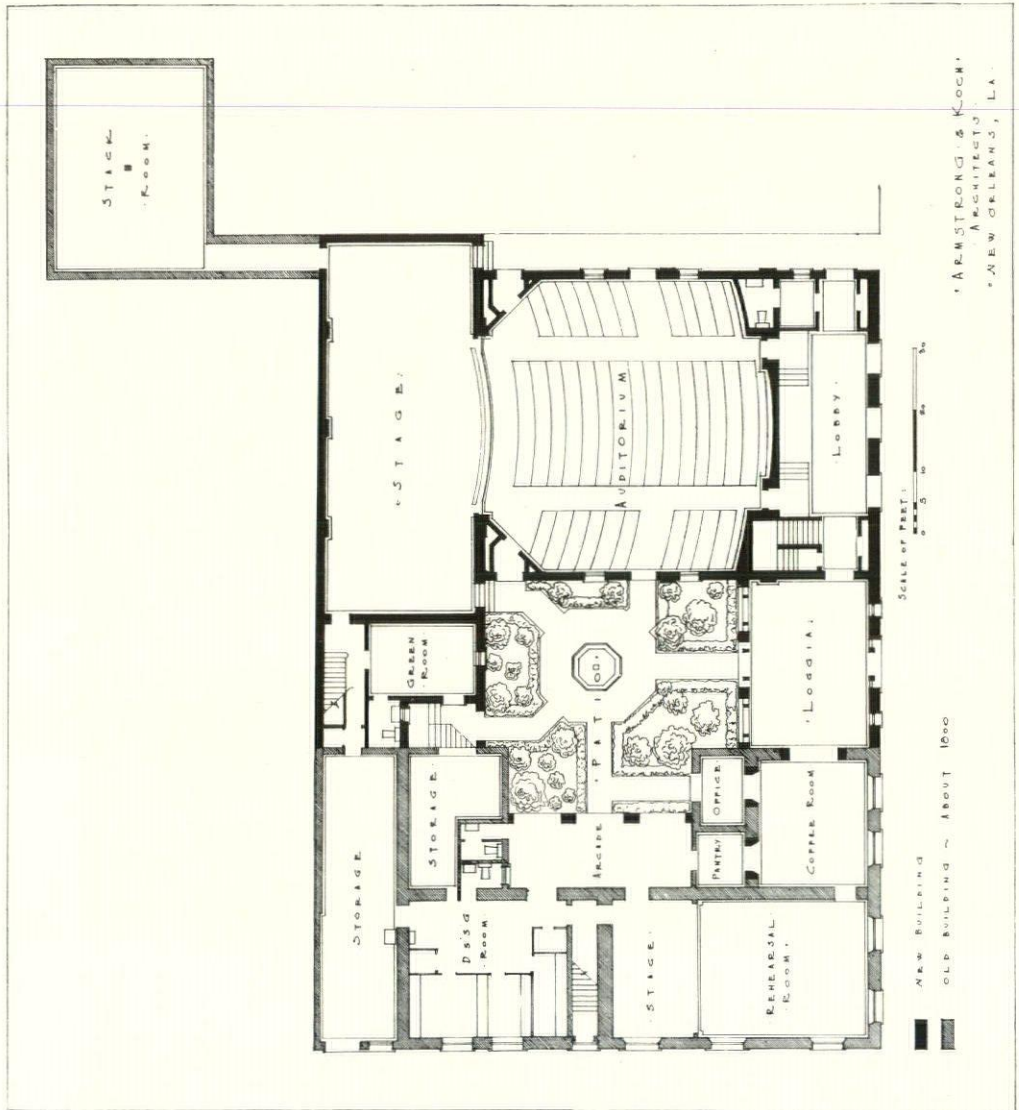 STACK
ROOM.
.STAGE.
GREEN
ROOM
STORAGE
STORAGE
DS'SG
ROOM
AUDITORIUM
.PATIO.
ARCADE
.STAGE.
OFFICE
PANTRY
.LOBBY.
.LOGGIA.
COFFEE ROOM
REHEARSAL
ROOM.
SCALE OF FEET:
0 5 10 20 30
NEW BUILDING
OLD BUILDING ~ ABOUT 1800
· ARMSTRONG & KOCH ·
ARCHITECTS
· NEW ORLEANS, LA ·